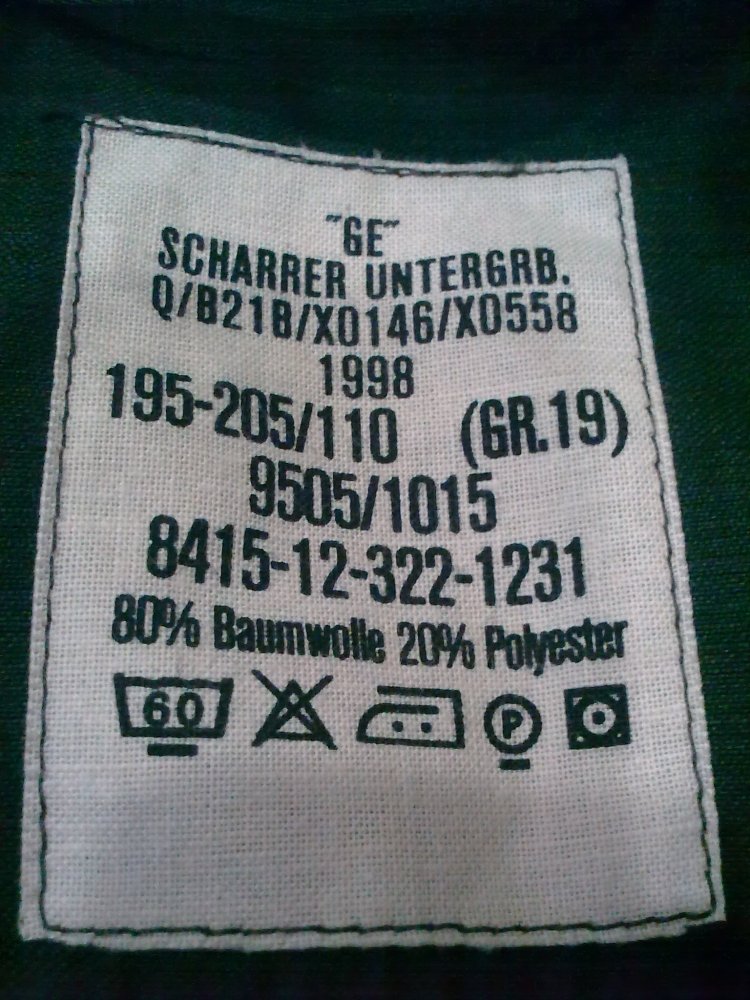 "GE"
SCHARRER UNTERGRB.
Q/B21B/X0146/X0558
1998
195-205/110 (GR.19)
9505/1015
8415-12-322-1231
80% Baumwolle 20% Polyester
60 P